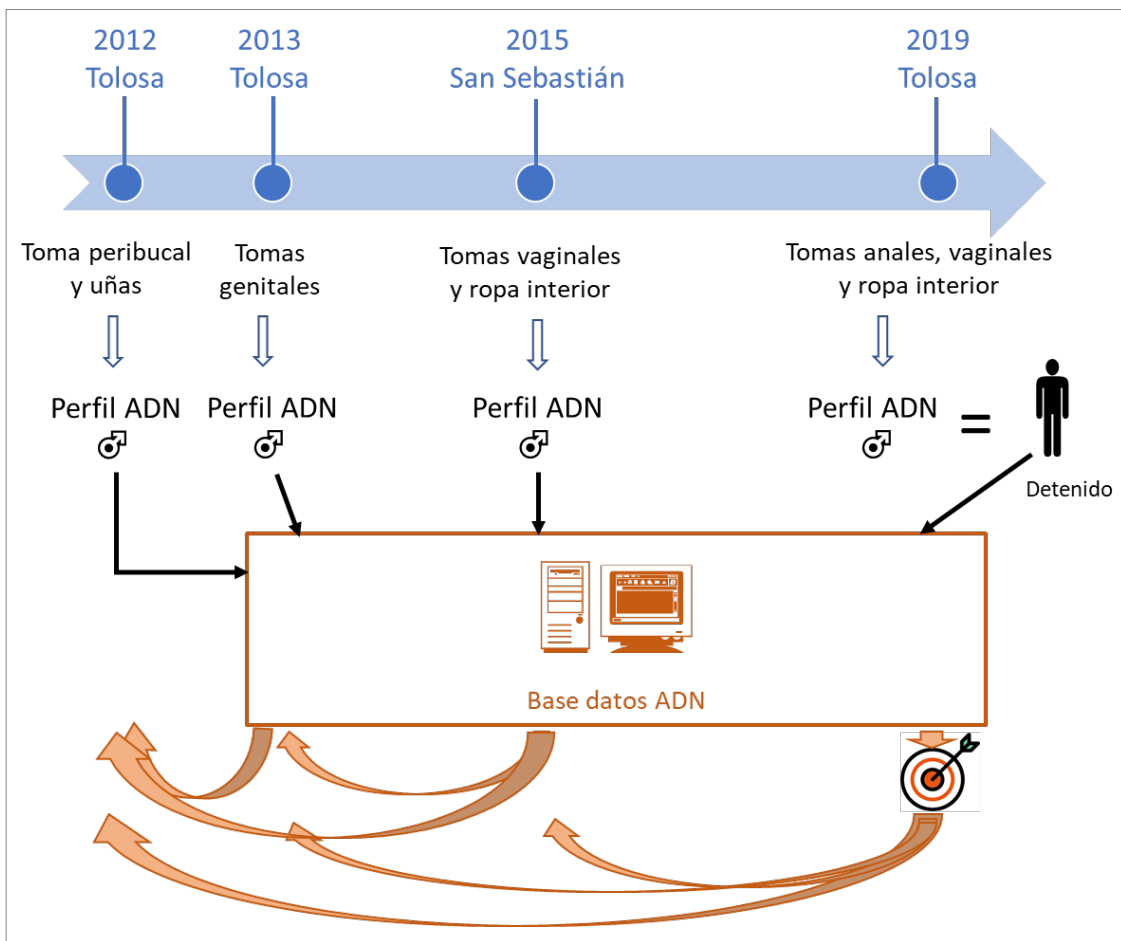 2012
Tolosa
2013
Tolosa
2015
San Sebastián
2019
Tolosa
Toma peribucal
y uñas
Tomas
genitales
Tomas vaginales
y ropa interior
Tomas anales, vaginales
y ropa interior
Perfil ADN
Perfil ADN
Perfil ADN
Perfil ADN
=
Detenido
Base datos ADN